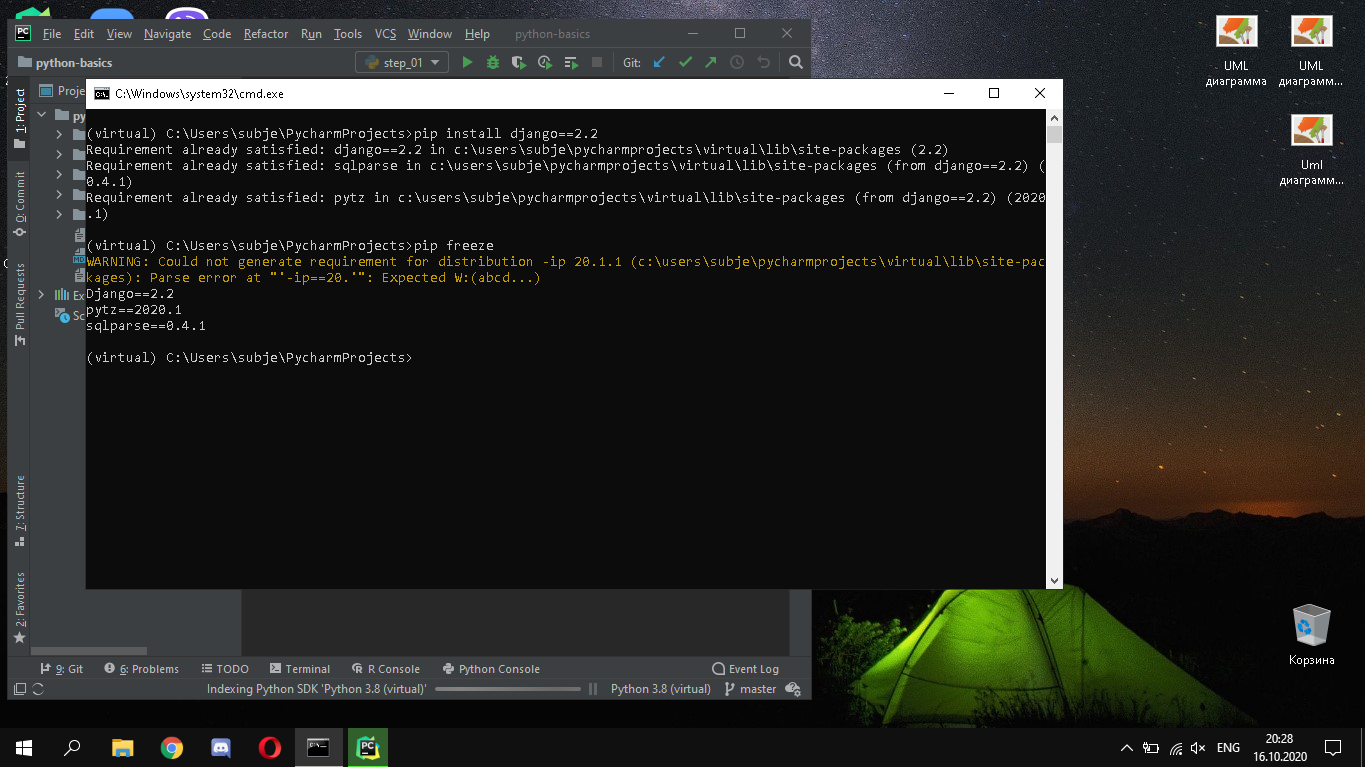 File Edit View Navigate Code Refactor Run Tools VCS Window Help python-basics
python-basics step_01 Git:
C:\Windows\system32\cmd.exe
(virtual) C:\Users\subje\PycharmProjects>pip install django==2.2
Requirement already satisfied: django==2.2 in c:\users\subje\pycharmprojects\virtual\lib\site-packages (2.2)
Requirement already satisfied: sqlparse in c:\users\subje\pycharmprojects\virtual\lib\site-packages (from django==2.2) (
0.4.1)
Requirement already satisfied: pytz in c:\users\subje\pycharmprojects\virtual\lib\site-packages (from django==2.2) (2020
.1)
(virtual) C:\Users\subje\PycharmProjects>pip freeze
WARNING: Could not generate requirement for distribution -ip 20.1.1 (c:\users\subje\pycharmprojects\virtual\lib\site-pac
kages): Parse error at "'-ip==20.'": Expected W:(abcd...)
Django==2.2
pytz==2020.1
sqlparse==0.4.1
(virtual) C:\Users\subje\PycharmProjects>
1: Project
Proje
py
Ex
Sc
0: Commit
Pull Requests
7: Structure
2: Favorites
9: Git 6: Problems TODO Terminal R Console Python Console Event Log
Indexing Python SDK 'Python 3.8 (virtual)' Python 3.8 (virtual) master
UML
диаграмма
UML
диаграмм...
Uml
диаграмм...
Корзина
ENG
20:28
16.10.2020